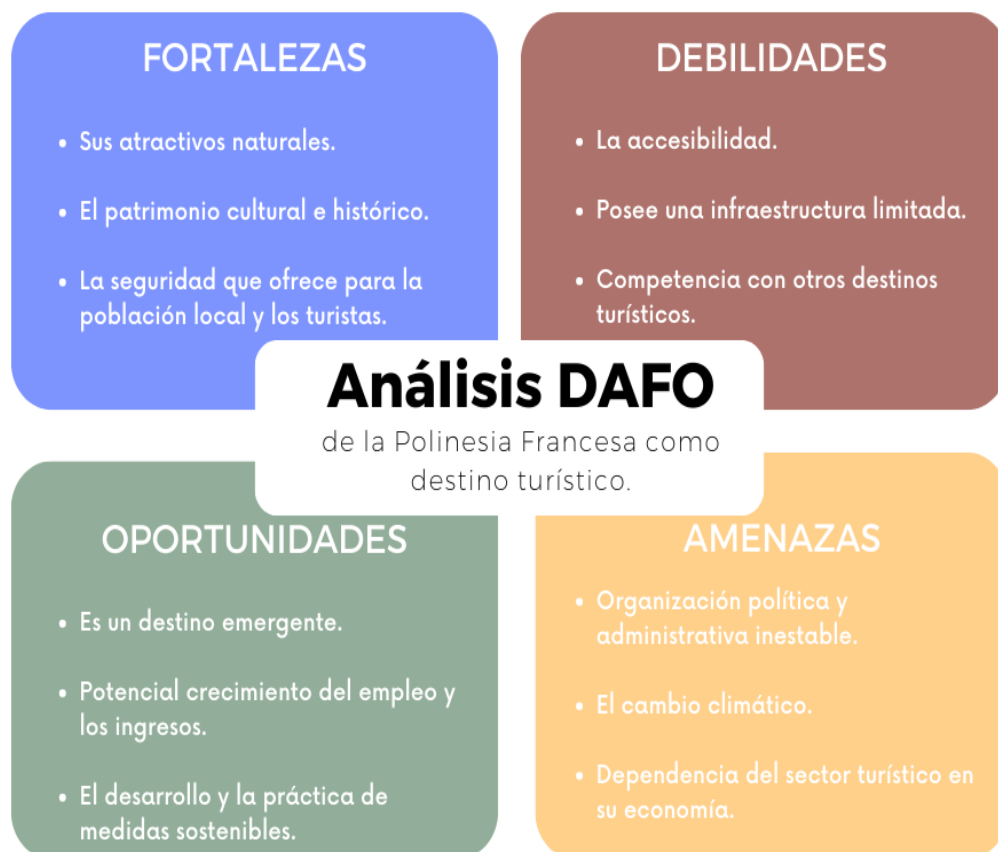 FORTALEZAS
• Sus atractivos naturales.
• El patrimonio cultural e histórico.
• La seguridad que ofrece para la
población local y los turistas.
DEBILIDADES
• La accesibilidad.
• Posee una infraestructura limitada.
• Competencia con otros destinos
turísticos.
Análisis DAFO
de la Polinesia Francesa como
destino turístico.
OPORTUNIDADES
• Es un destino emergente.
• Potencial crecimiento del empleo y
los ingresos.
• El desarrollo y la práctica de
medidas sostenibles.
AMENAZAS
• Organización política y
administrativa inestable.
• El cambio climático.
• Dependencia del sector turístico en
su economía.